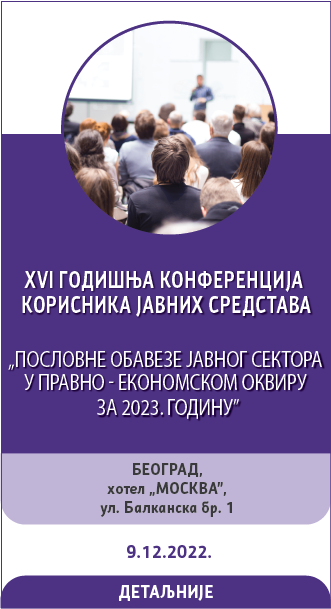 XVI ГОДИШЊА КОНФЕРЕНЦИЈА
КОРИСНИКА ЈАВНИХ СРЕДСТАВА
„ПОСЛОВНЕ ОБАВЕЗЕ ЈАВНОГ СЕКТОРА
У ПРАВНО - ЕКОНОМСКОМ ОКВИРУ
ЗА 2023. ГОДИНУ”
БЕОГРАД,
хотел „МОСКВА”,
ул. Балканска бр. 1
9.12.2022.
ДЕТАЉНИЈЕ